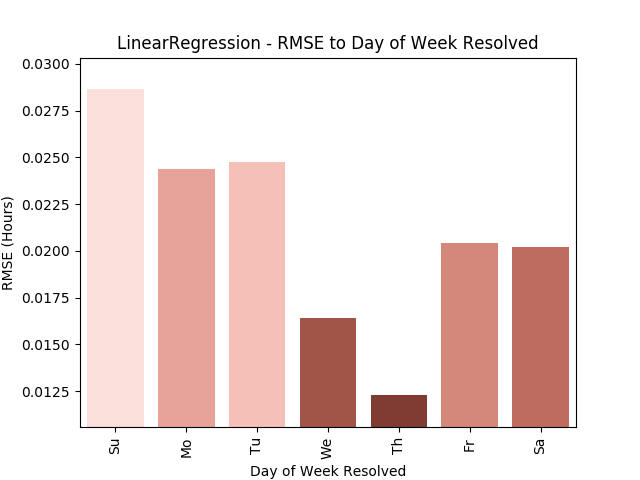 LinearRegression - RMSE to Day of Week Resolved
0.0300
0.0275
0.0250
0.0225
0.0200
0.0175
0.0150
0.0125
RMSE (Hours)
Su
Mo
Tu
We
Th
Fr
Sa
Day of Week Resolved